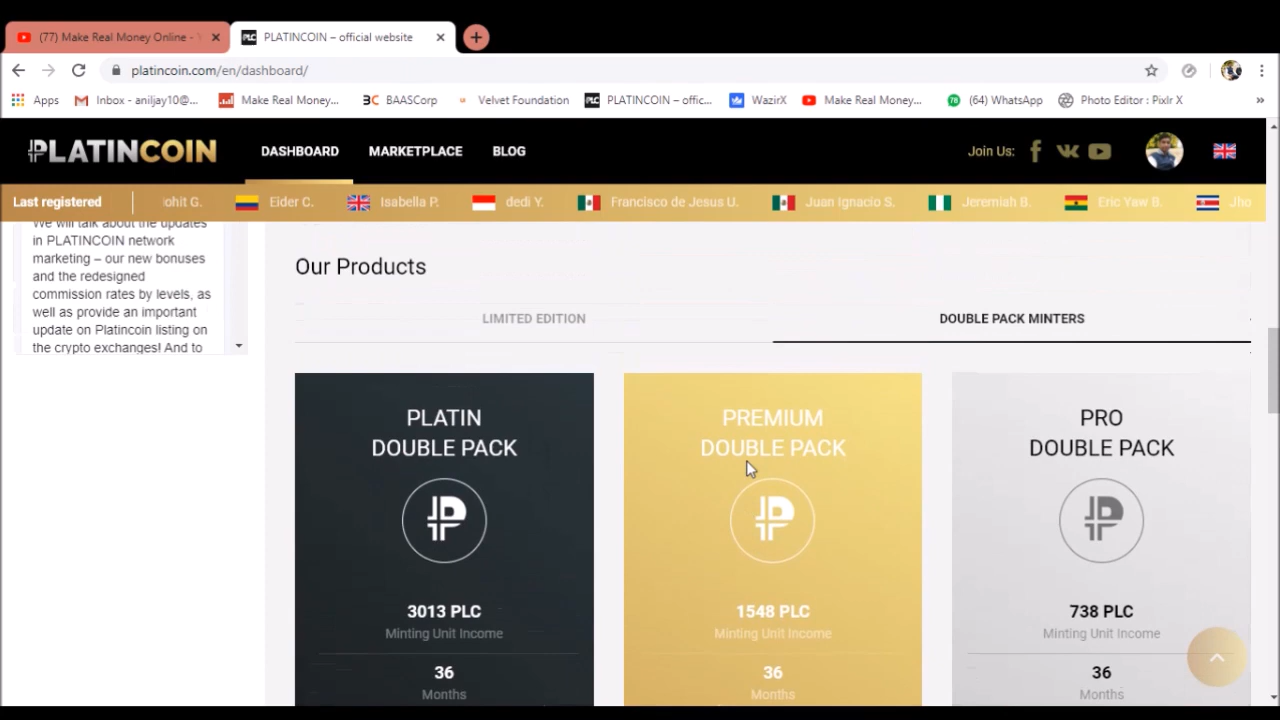 (77) Make Real Money Online - Y
PLATINCOIN – official website
platincoin.com/en/dashboard/
Apps
Inbox - aniljay10@...
Make Real Money...
BAASCorp
Velvet Foundation
PLATINCOIN – offic...
WazirX
Make Real Money...
(64) WhatsApp
Photo Editor : Pixlr X
PLATINCOIN
DASHBOARD
MARKETPLACE
BLOG
Join Us:
Last registered
ohit G.
Eider C.
Isabella P.
dedi Y.
Francisco de Jesus U.
Juan Ignacio S.
Jeremiah B.
Eric Yaw B.
Jho
We will talk about the updates
in PLATINCOIN network
marketing – our new bonuses
and the redesigned
commission rates by levels, as
well as provide an important
update on Platincoin listing on
the crypto exchanges! And to
Our Products
LIMITED EDITION
DOUBLE PACK MINTERS
PLATIN
DOUBLE PACK
3013 PLC
Minting Unit Income
36
Months
PREMIUM
DOUBLE PACK
1548 PLC
Minting Unit Income
36
Months
PRO
DOUBLE PACK
738 PLC
Minting Unit Income
36
Months